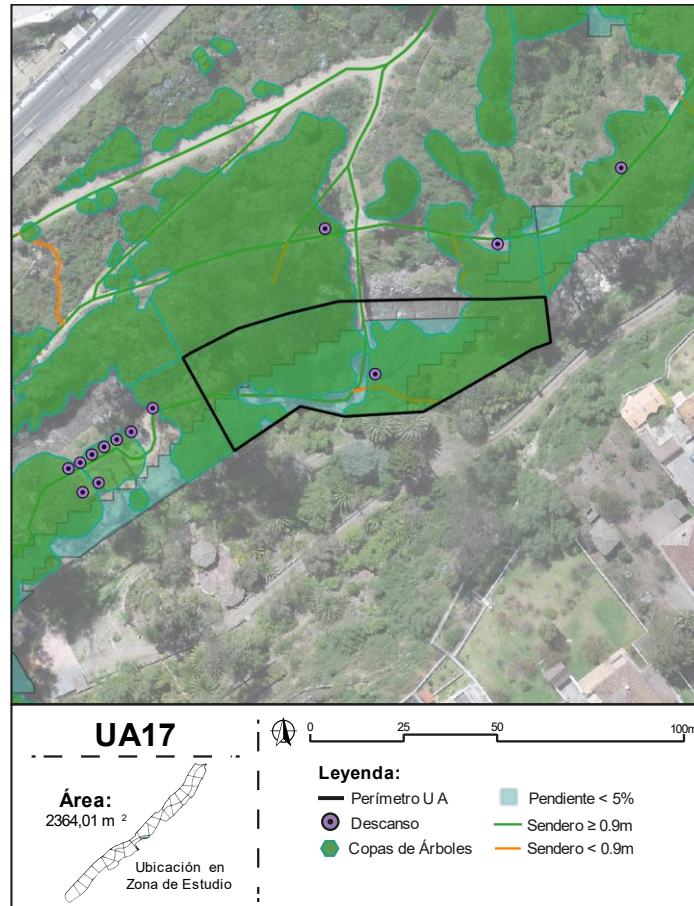 UA17
Área:
2364,01 m 2
Ubicación en
Zona de Estudio
0 25 50 100m
Leyenda:
Perímetro U A
Descanso
Copas de Árboles
Pendiente < 5%
Sendero ≥ 0.9m
Sendero < 0.9m